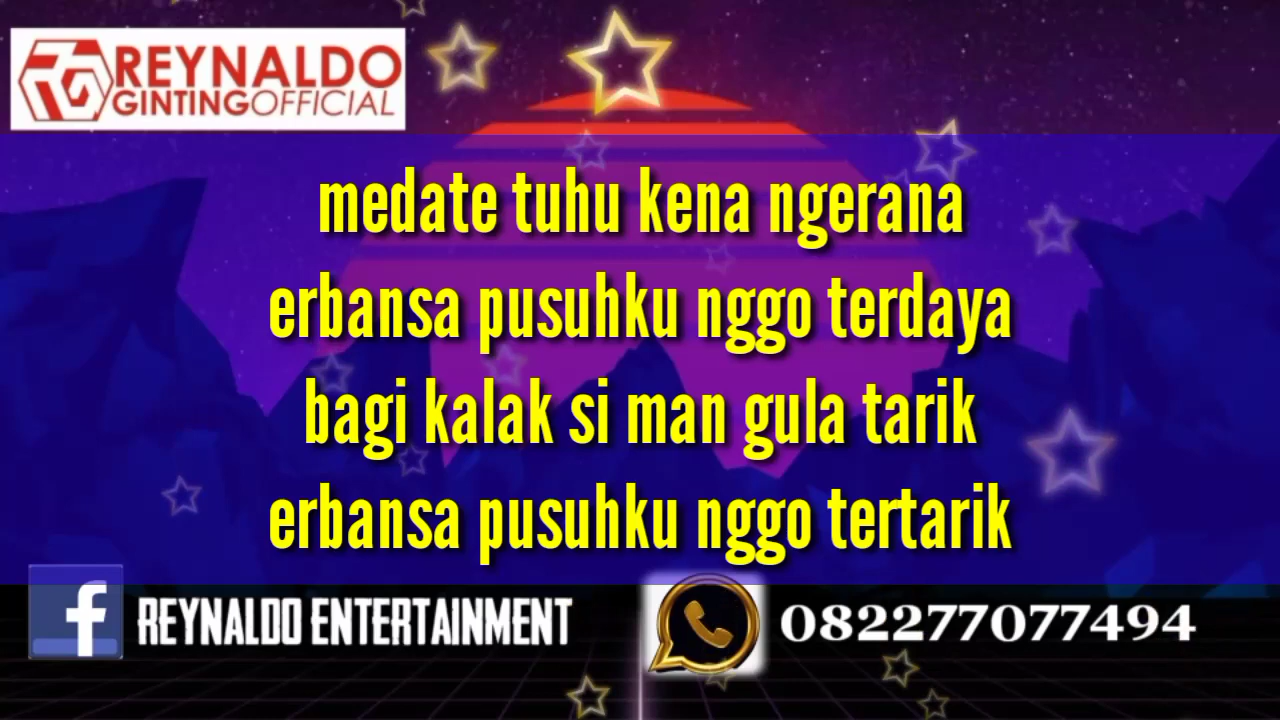 REYNALDO
GINTINGOFFICIAL
medate tuhu kena ngerana
erbansa pusuhku nggo terdaya
bagi kalak si man gula tarik
erbansa pusuhku nggo tertarik
f REYNALDO ENTERTAINMENT
082277077494